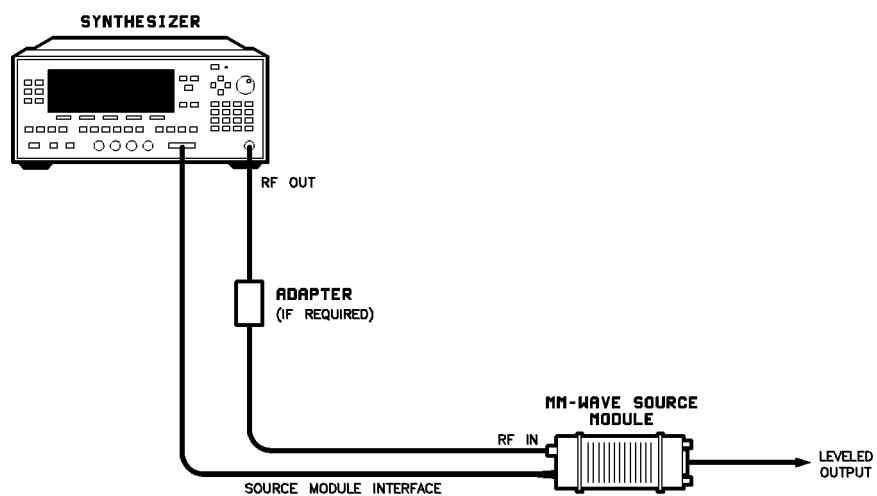 SYNTHESIZER
RF OUT
ADAPTER
(IF REQUIRED)
MM-WAVE SOURCE
MODULE
RF IN
LEVELED
OUTPUT
SOURCE MODULE INTERFACE